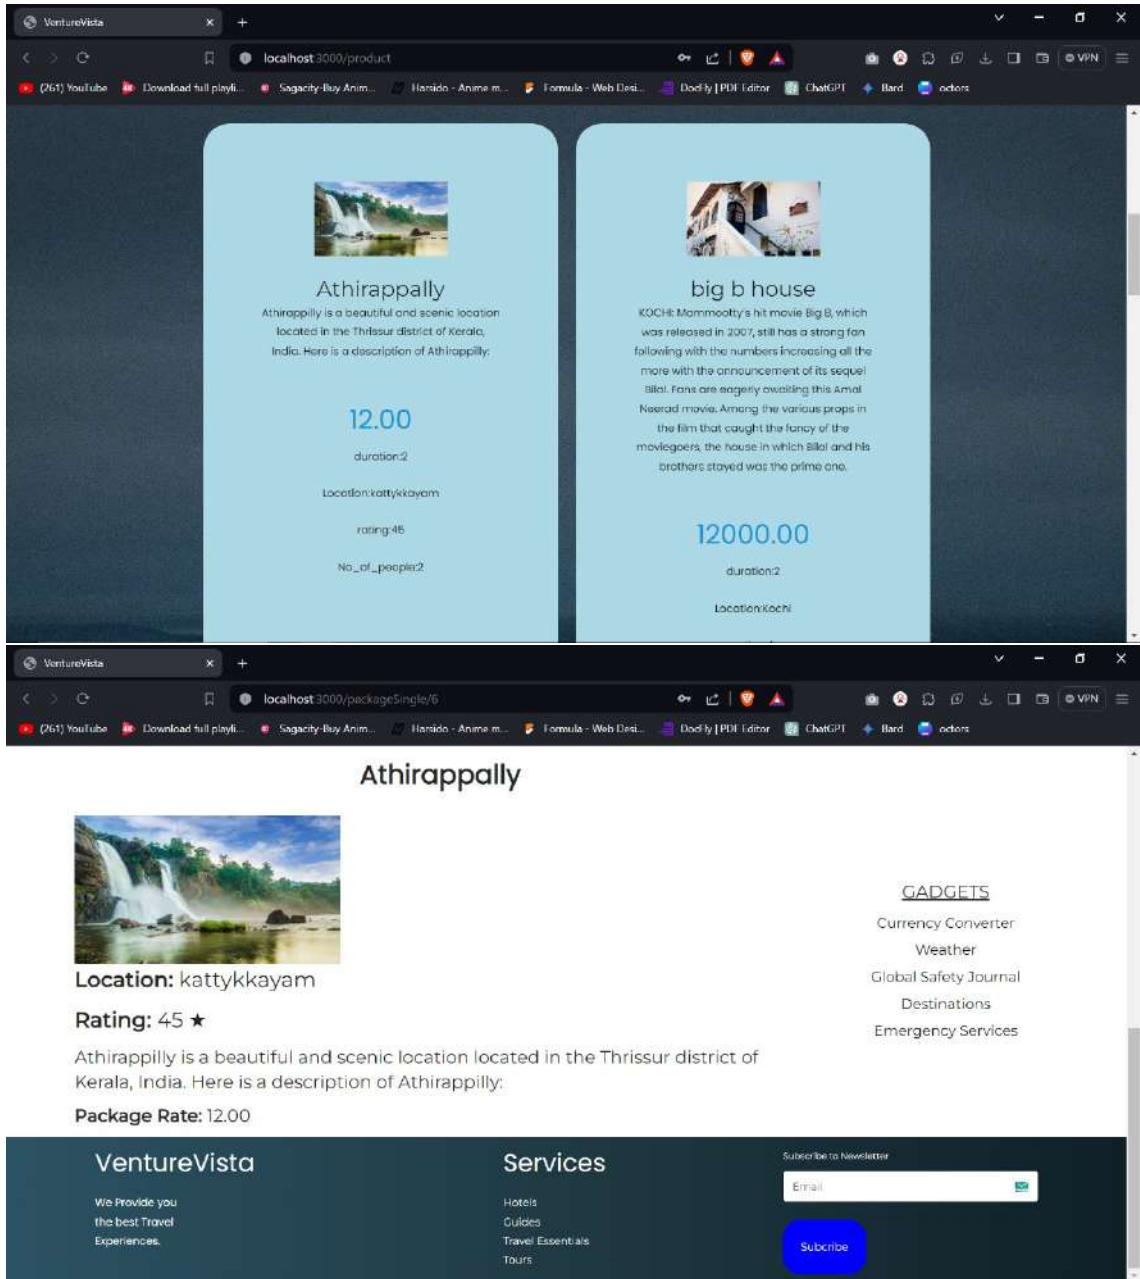 VentureVista
localhost:3000/product
VPN
(261) YouTube Download full playli... Sagacity-Buy Anim... Harsido - Anime m... Formula - Web Desi... DocFly | PDF Editor ChatGPT Bard octors
Athirappally
Athirappilly is a beautiful and scenic location
located in the Thrissur district of Kerala,
India. Here is a description of Athirappilly:
12.00
duration:2
Location:kattykkayam
rating:45
No_of_people:2
big b house
KOCHI: Mammootty's hit movie Big B, which
was released in 2007, still has a strong fan
following with the numbers increasing all the
more with the announcement of its sequel
Bilal. Fans are eagerly awaiting this Amal
Neerad movie. Among the various props in
the film that caught the fancy of the
moviegoers, the house in which Bilal and his
brothers stayed was the prime one.
12000.00
duration:2
Location:Kochi
VentureVista
localhost:3000/packageSingle/6
VPN
(261) YouTube Download full playli... Sagacity-Buy Anim... Harsido - Anime m... Formula - Web Desi... DocFly | PDF Editor ChatGPT Bard octors
Athirappally
Location: kattykkayam
Rating: 45 ★
Athirappilly is a beautiful and scenic location located in the Thrissur district of
Kerala, India. Here is a description of Athirappilly:
Package Rate: 12.00
GADGETS
Currency Converter
Weather
Global Safety Journal
Destinations
Emergency Services
VentureVista
We Provide you
the best Travel
Experiences.
Services
Hotels
Guides
Travel Essentials
Tours
Subscribe to Newsletter
Email
Subcribe